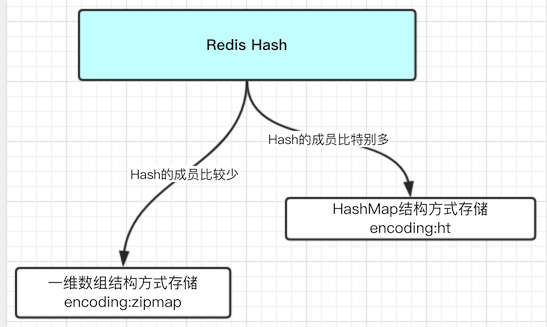 Redis Hash
Hash的成员比特别多
Hash的成员比较少
HashMap结构方式存储
encoding:ht
一维数组结构方式存储
encoding:zipmap